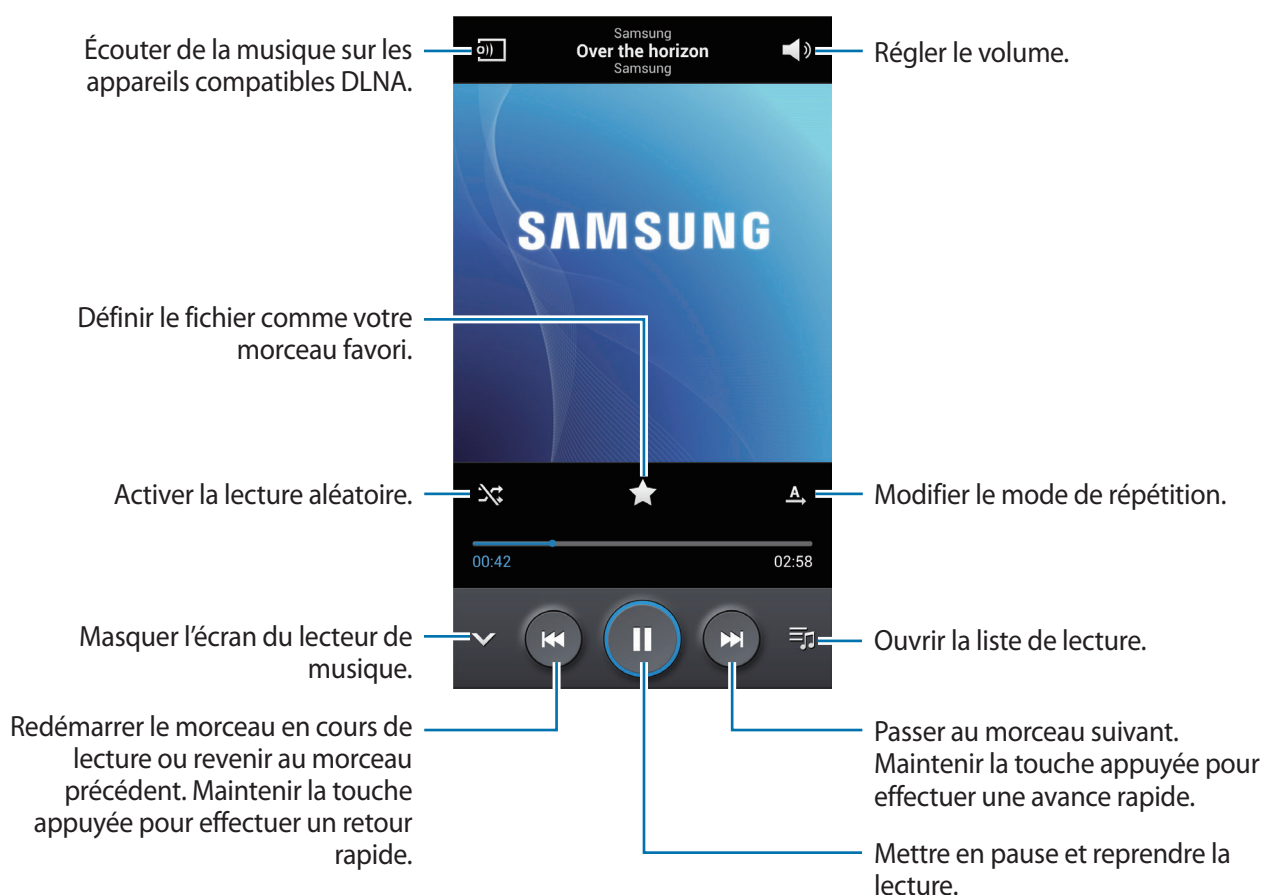 Écouter de la musique sur les
appareils compatibles DLNA.
Samsung
Over the horizon
Samsung
Régler le volume.
SAMSUNG
Définir le fichier comme votre
morceau favori.
Activer la lecture aléatoire.
A
Modifier le mode de répétition.
00:42
02:58
Masquer l'écran du lecteur de
musique.
Ouvrir la liste de lecture.
Redémarrer le morceau en cours de
lecture ou revenir au morceau
précédent. Maintenir la touche
appuyée pour effectuer un retour
rapide.
Passer au morceau suivant.
Maintenir la touche appuyée pour
effectuer une avance rapide.
Mettre en pause et reprendre la
lecture.